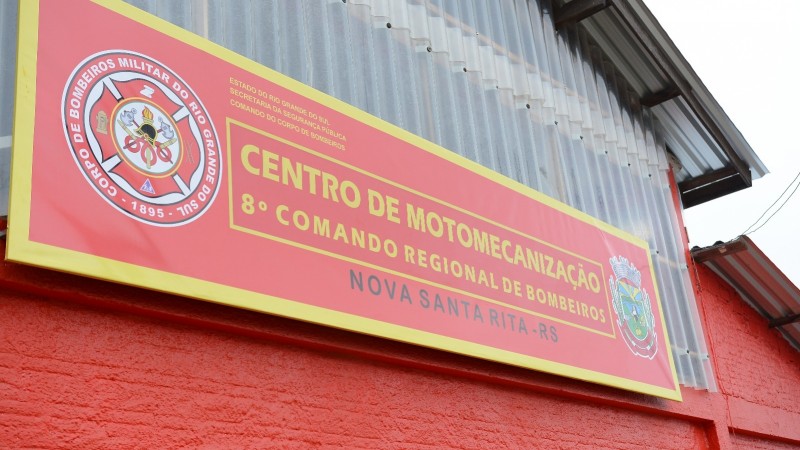 CORPO DE BOMBEIROS MILITAR DO RIO GRANDE DO SUL
- 1895 -
ESTADO DO RIO GRANDE DO SUL
SECRETARIA DA SEGURANÇA PÚBLICA
COMANDO DO CORPO DE BOMBEIROS
CENTRO DE MOTOMECANIZAÇÃO
8º COMANDO REGIONAL DE BOMBEIROS
NOVA SANTA RITA -RS